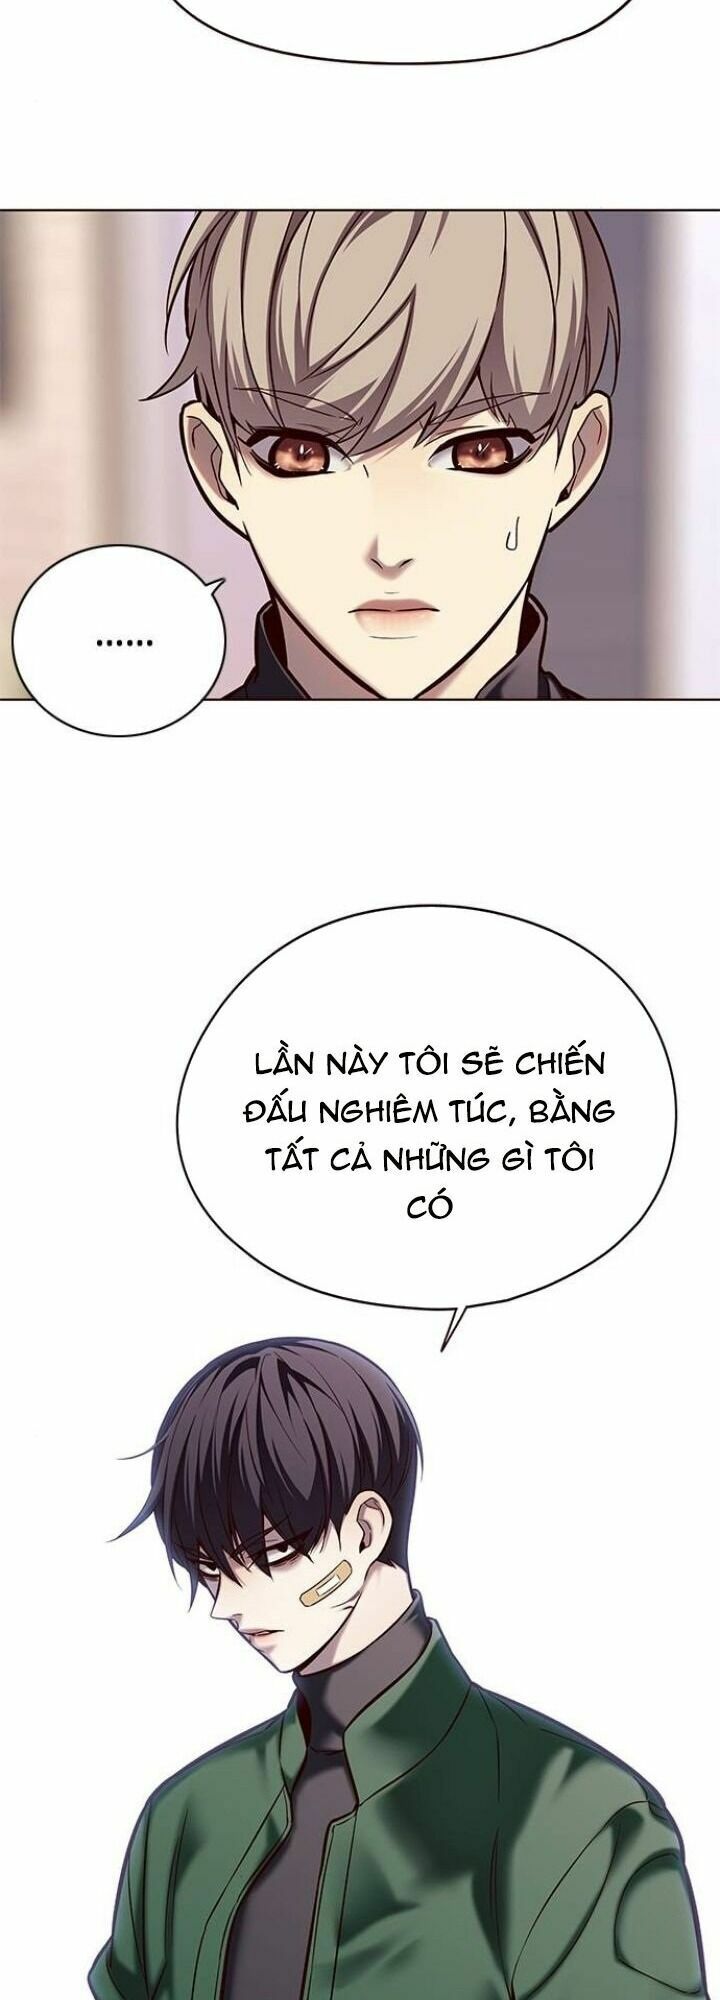 ......
LẦN NÀY TÔI SẼ CHIẾN
ĐẤU NGHIÊM TÚC, BẰNG
TẤT CẢ NHỮNG GÌ TÔI
CÓ